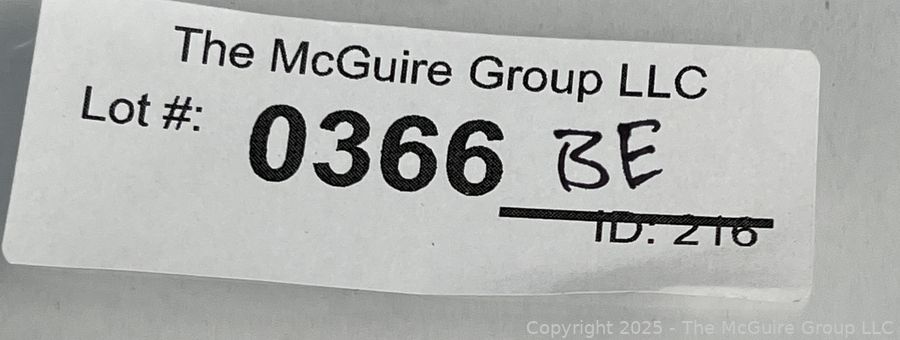 The McGuire Group LLC
Lot #: 0366 BE
ID: 216
Copyright 2025 - The McGuire Group LLC